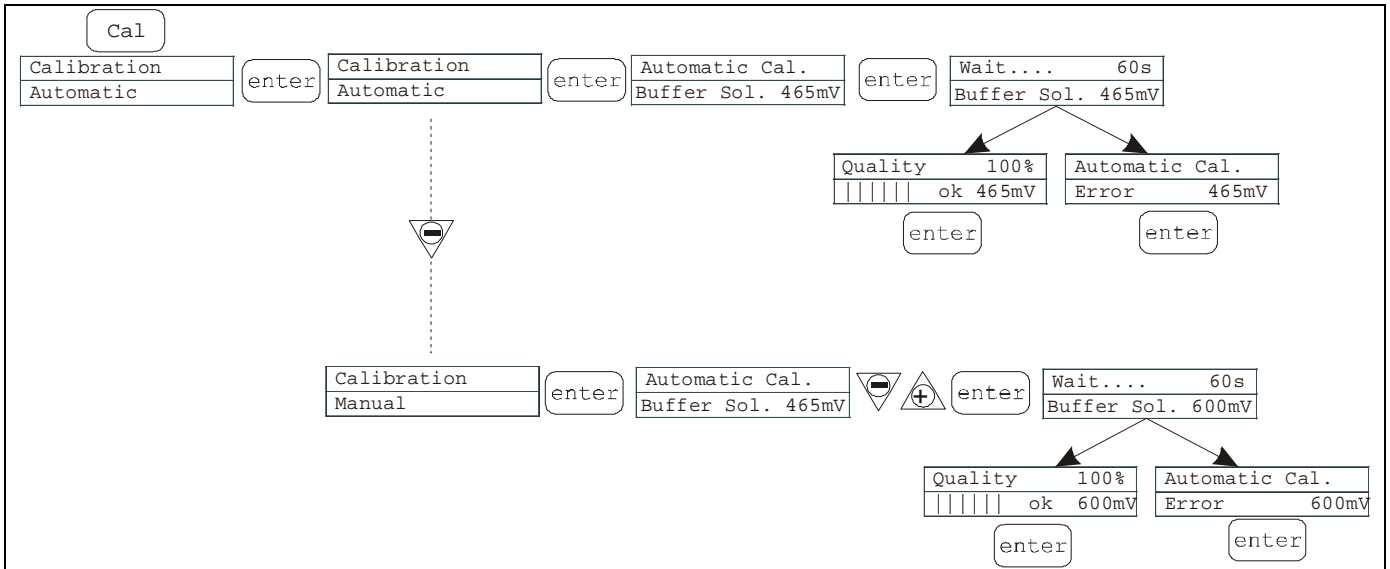 Cal
Calibration
Automatic
enter
Calibration
Automatic
enter
Automatic Cal.
Buffer Sol. 465mV
enter
Wait.... 60s
Buffer Sol. 465mV
Quality 100%
|||||| ok 465mV
enter
Automatic Cal.
Error 465mV
enter
Calibration
Manual
enter
Automatic Cal.
Buffer Sol. 465mV
enter
Wait.... 60s
Buffer Sol. 600mV
Quality 100%
|||||| ok 600mV
enter
Automatic Cal.
Error 600mV
enter